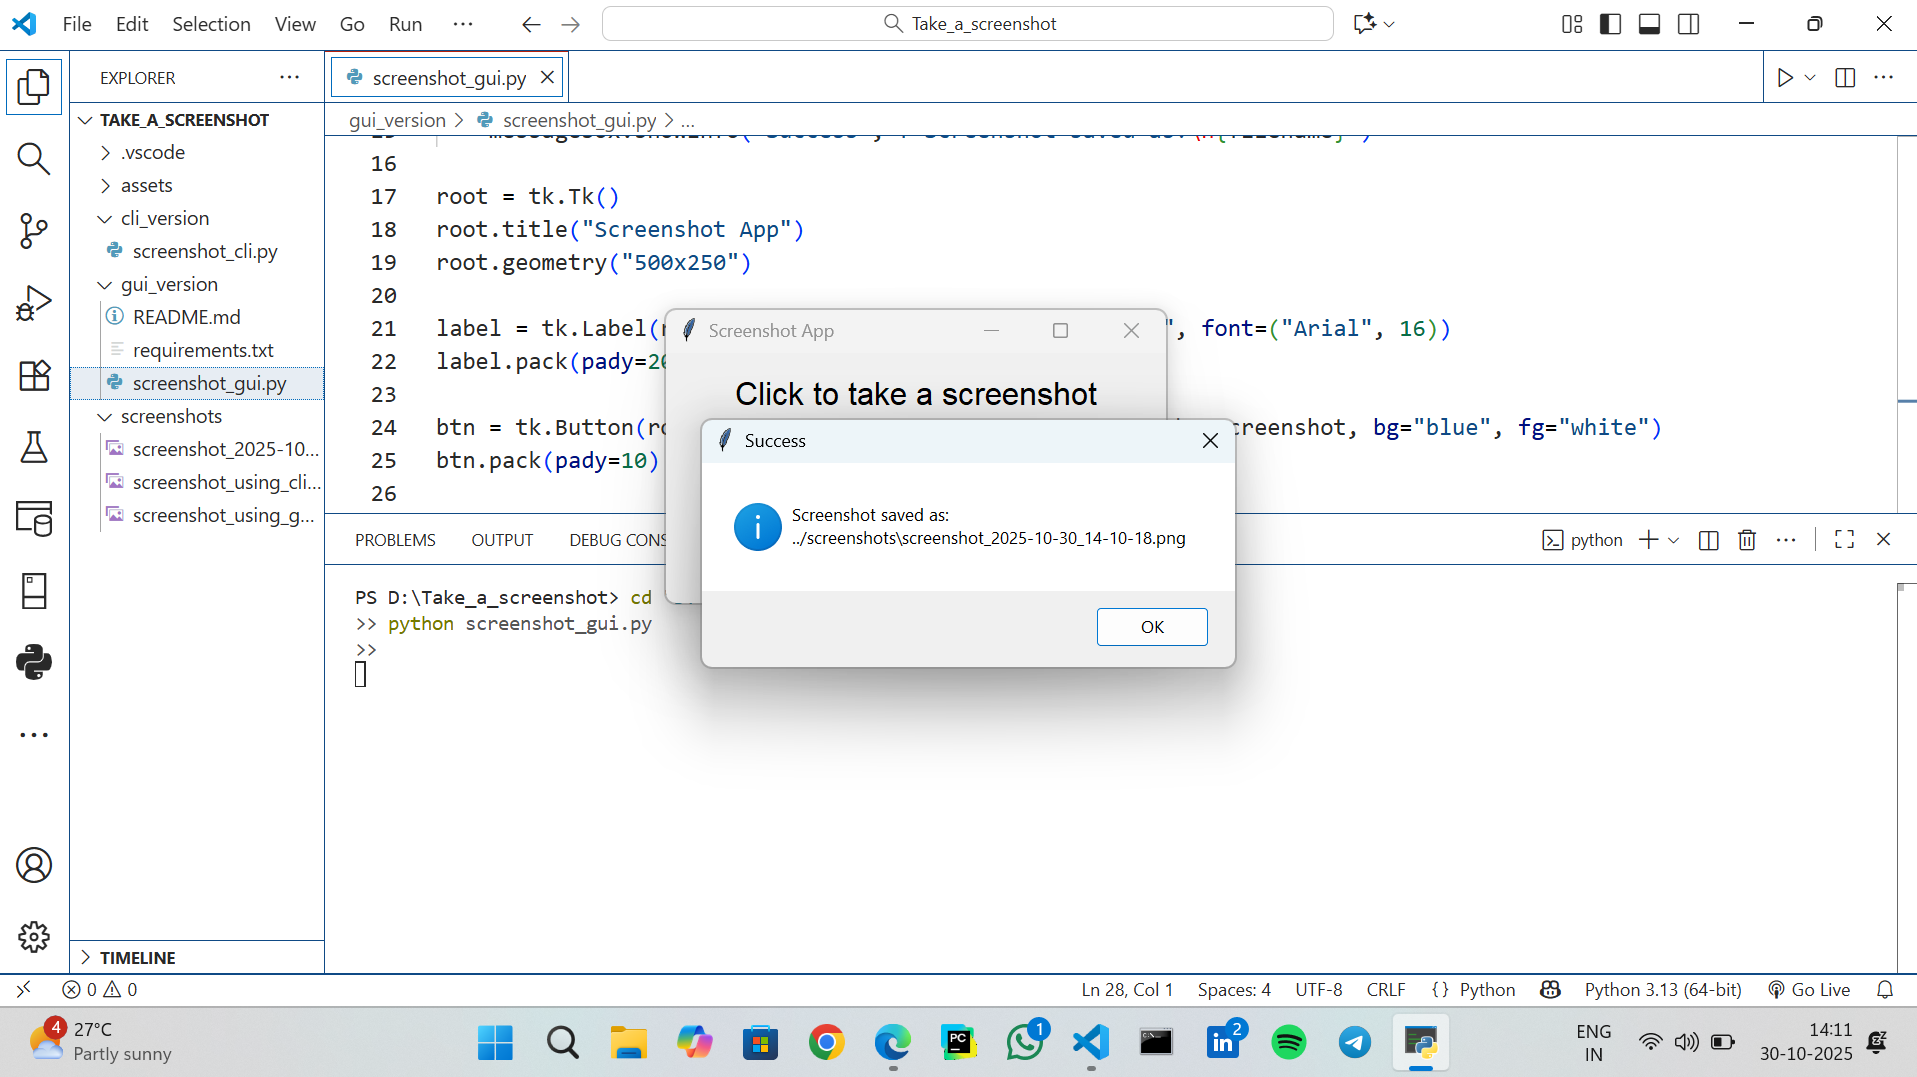 File Edit Selection View Go Run ···
Take_a_screenshot
EXPLORER ···
TAKE_A_SCREENSHOT
.vscode
assets
cli_version
screenshot_cli.py
gui_version
README.md
requirements.txt
screenshot_gui.py
screenshots
screenshot_2025-10...
screenshot_using_cli...
screenshot_using_g...
TIMELINE
screenshot_gui.py
gui_version > screenshot_gui.py > ...
16
17 root = tk.Tk()
18 root.title("Screenshot App")
19 root.geometry("500x250")
20
21 label = tk.Label( ", font=("Arial", 16))
22 label.pack(pady=20
23
24 btn = tk.Button(ro creenshot, bg="blue", fg="white")
25 btn.pack(pady=10)
26
Screenshot App
Click to take a screenshot
Success
Screenshot saved as:
../screenshots\screenshot_2025-10-30_14-10-18.png
OK
PROBLEMS OUTPUT DEBUG CONS
python
PS D:\Take_a_screenshot> cd
>> python screenshot_gui.py
>>
0 0
Ln 28, Col 1 Spaces: 4 UTF-8 CRLF {} Python Python 3.13 (64-bit) Go Live
4
27°C
Partly sunny
PC
1
2
in
ENG
IN
14:11
30-10-2025